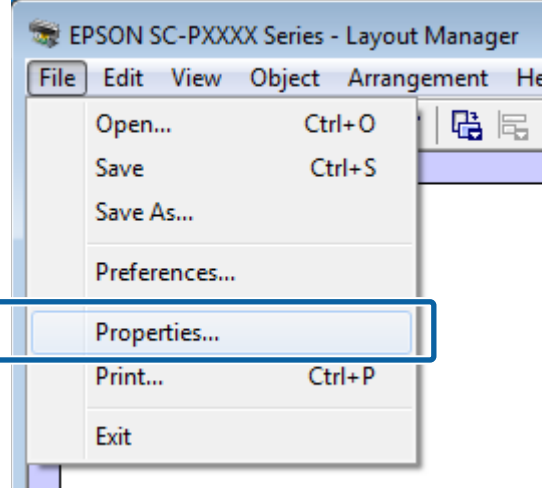 EPSON SC-PXXXX Series - Layout Manager
File Edit View Object Arrangement He
Open... Ctrl+O
Save Ctrl+S
Save As...
Preferences...
Properties...
Print... Ctrl+P
Exit